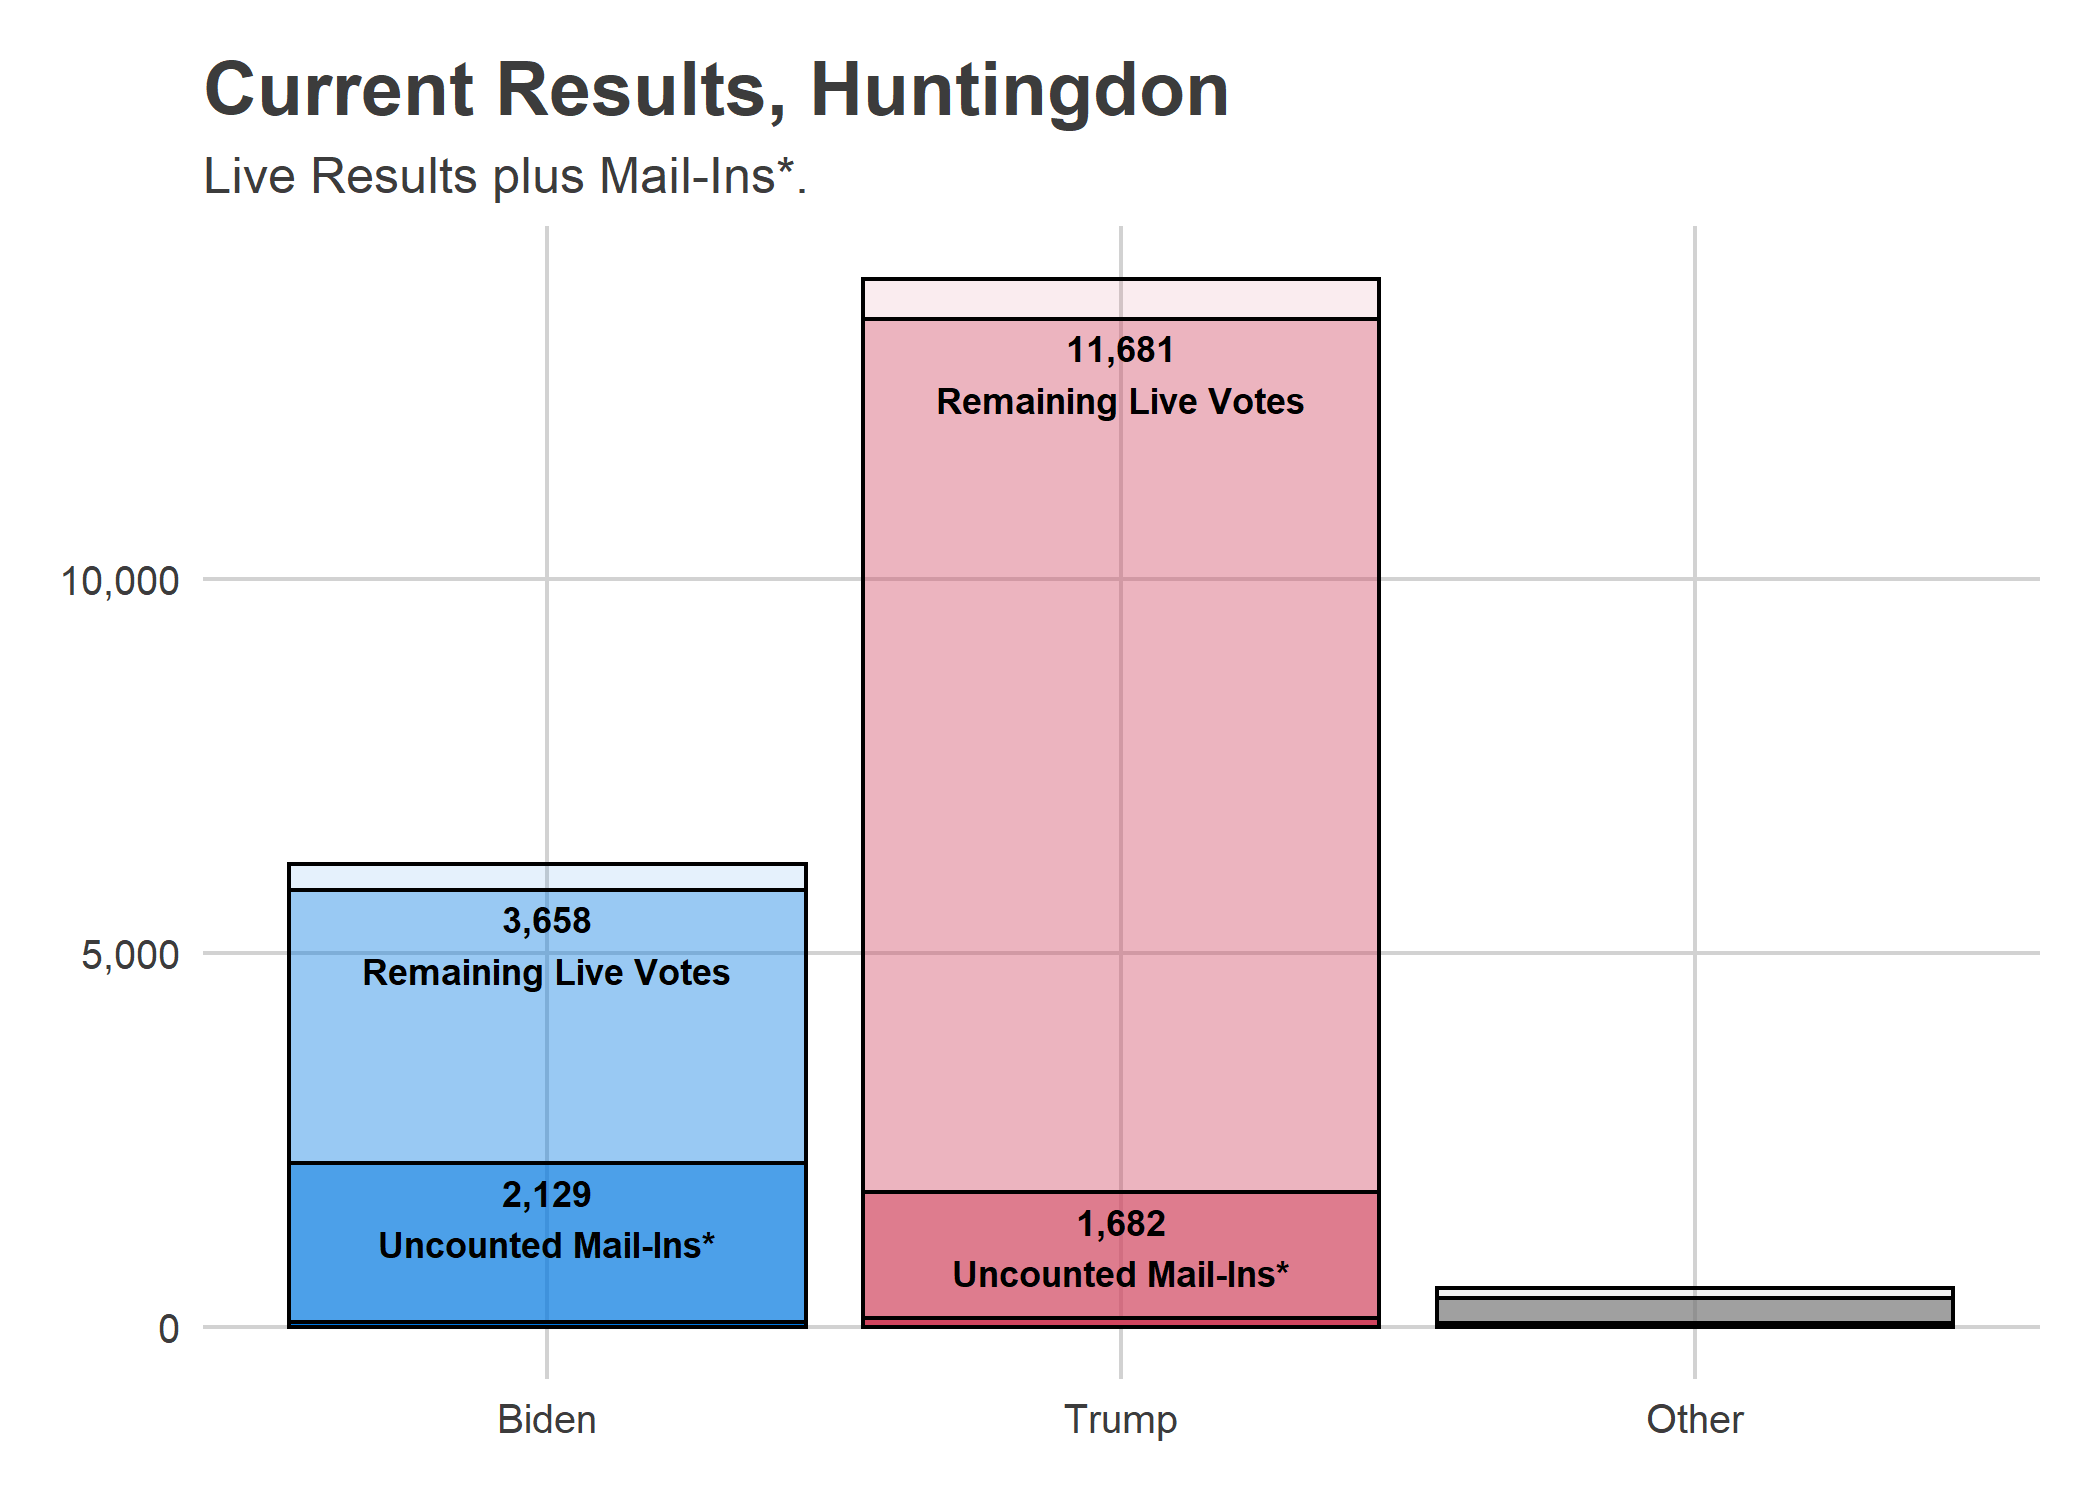 Current Results, Huntingdon
Live Results plus Mail-Ins*.
11,681
Remaining Live Votes
10,000
3,658
5,000
Remaining Live Votes
2,129
Uncounted Mail-Ins*
1,682
Uncounted Mail-Ins*
0
Biden
Trump
Other